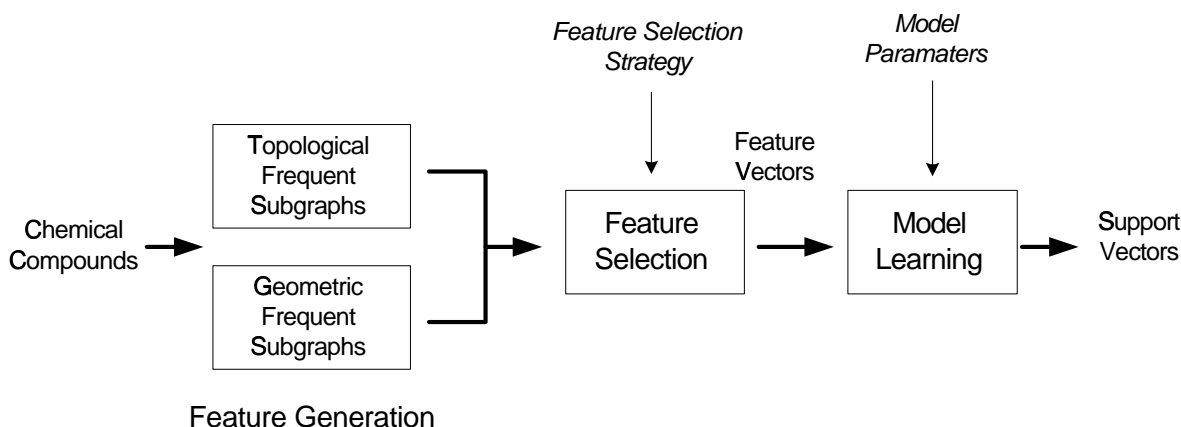 Feature Selection
Strategy
Model
Paramaters
Topological
Frequent
Subgraphs
Feature
Vectors
Chemical
Compounds
Feature
Selection
Model
Learning
Support
Vectors
Geometric
Frequent
Subgraphs
Feature Generation